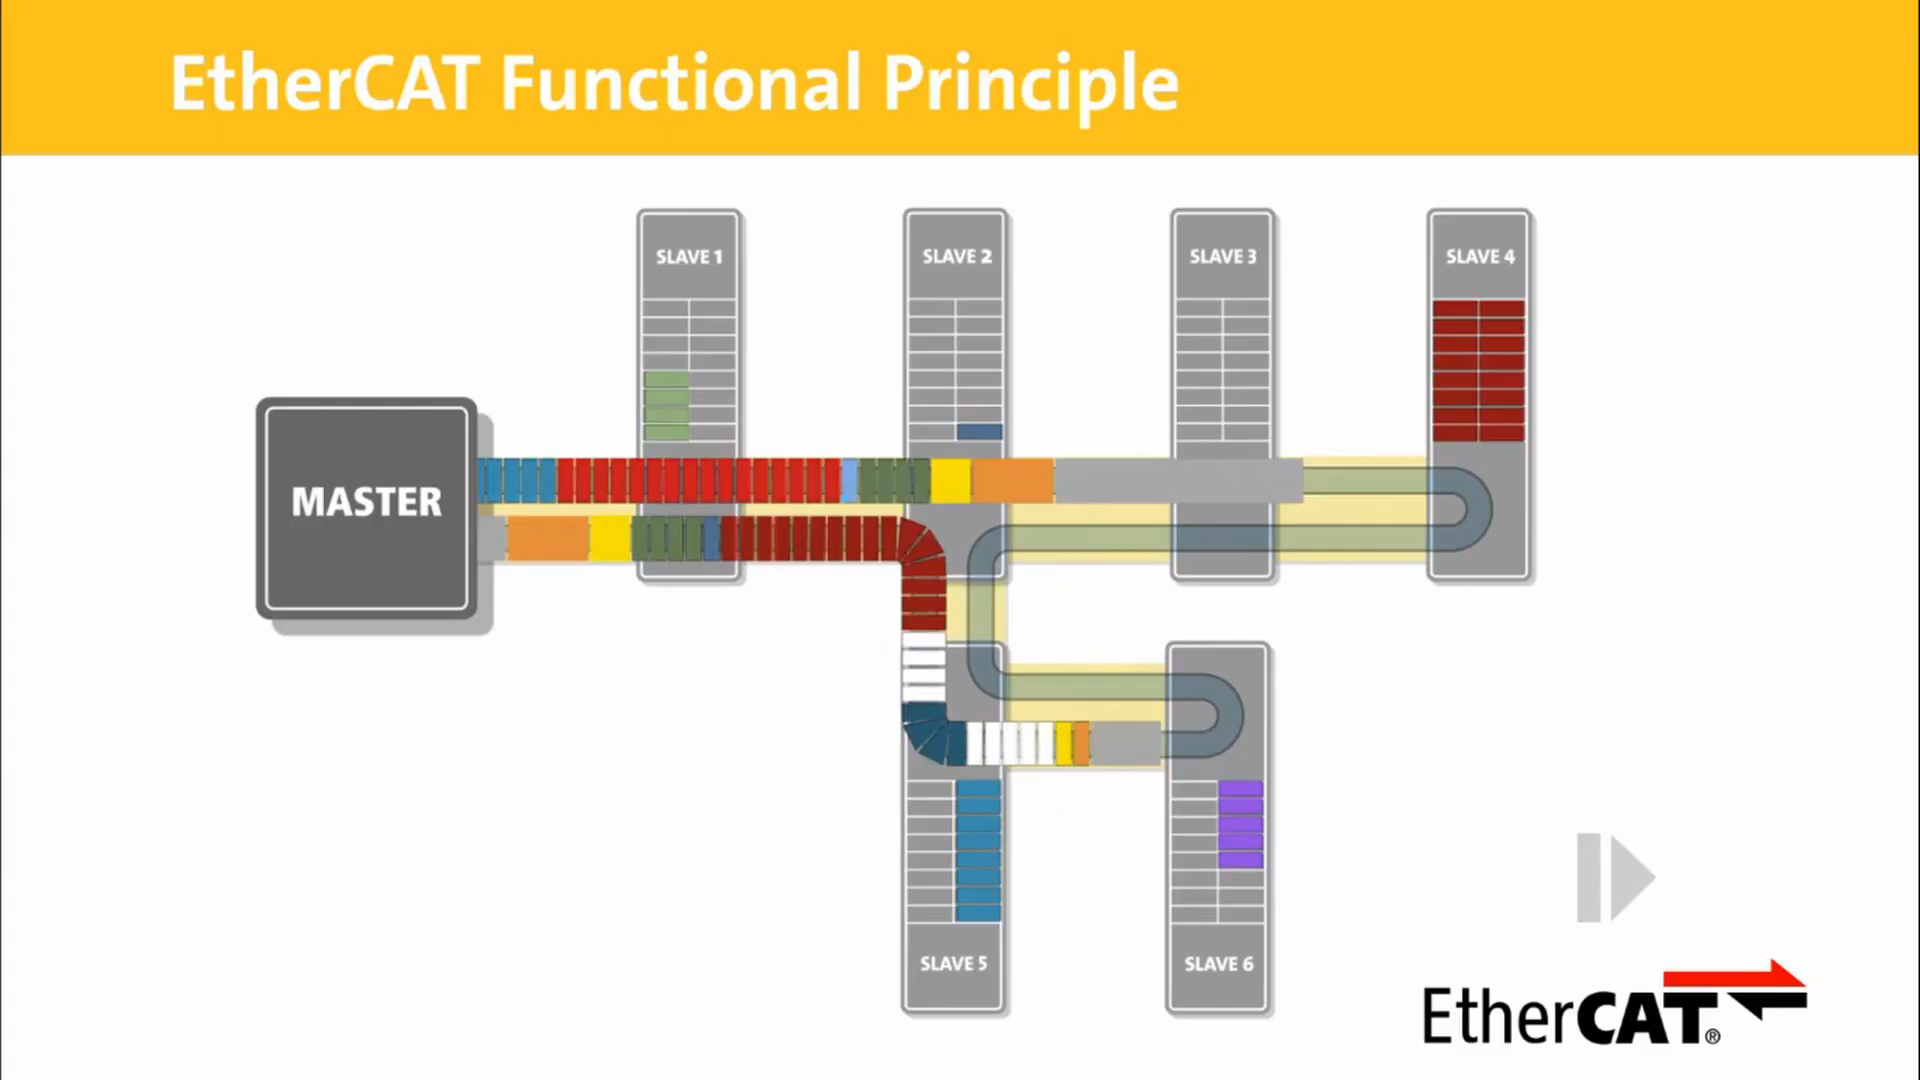 EtherCAT Functional Principle
SLAVE 1
SLAVE 2
SLAVE 3
SLAVE 4
MASTER
SLAVE 5
SLAVE 6
EtherCAT®